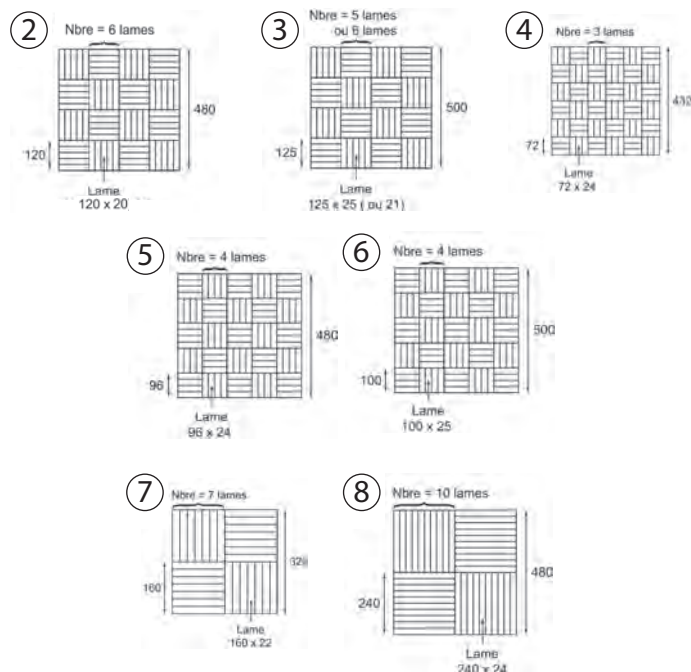 2
Nbre = 6 lames
480
120
Lame
120 x 20
3
Nbre = 5 lames
ou 6 lames
500
125
Lame
125 x 25 (ou 21)
4
Nbre = 3 lames
432
72
Lame
72 x 24
5
Nbre = 4 lames
480
96
Lame
96 x 24
6
Nbre = 4 lames
500
100
Lame
100 x 25
7
Nbre = 7 lames
160
Lame
160 x 22
8
Nbre = 10 lames
480
240
Lame
240 x 24